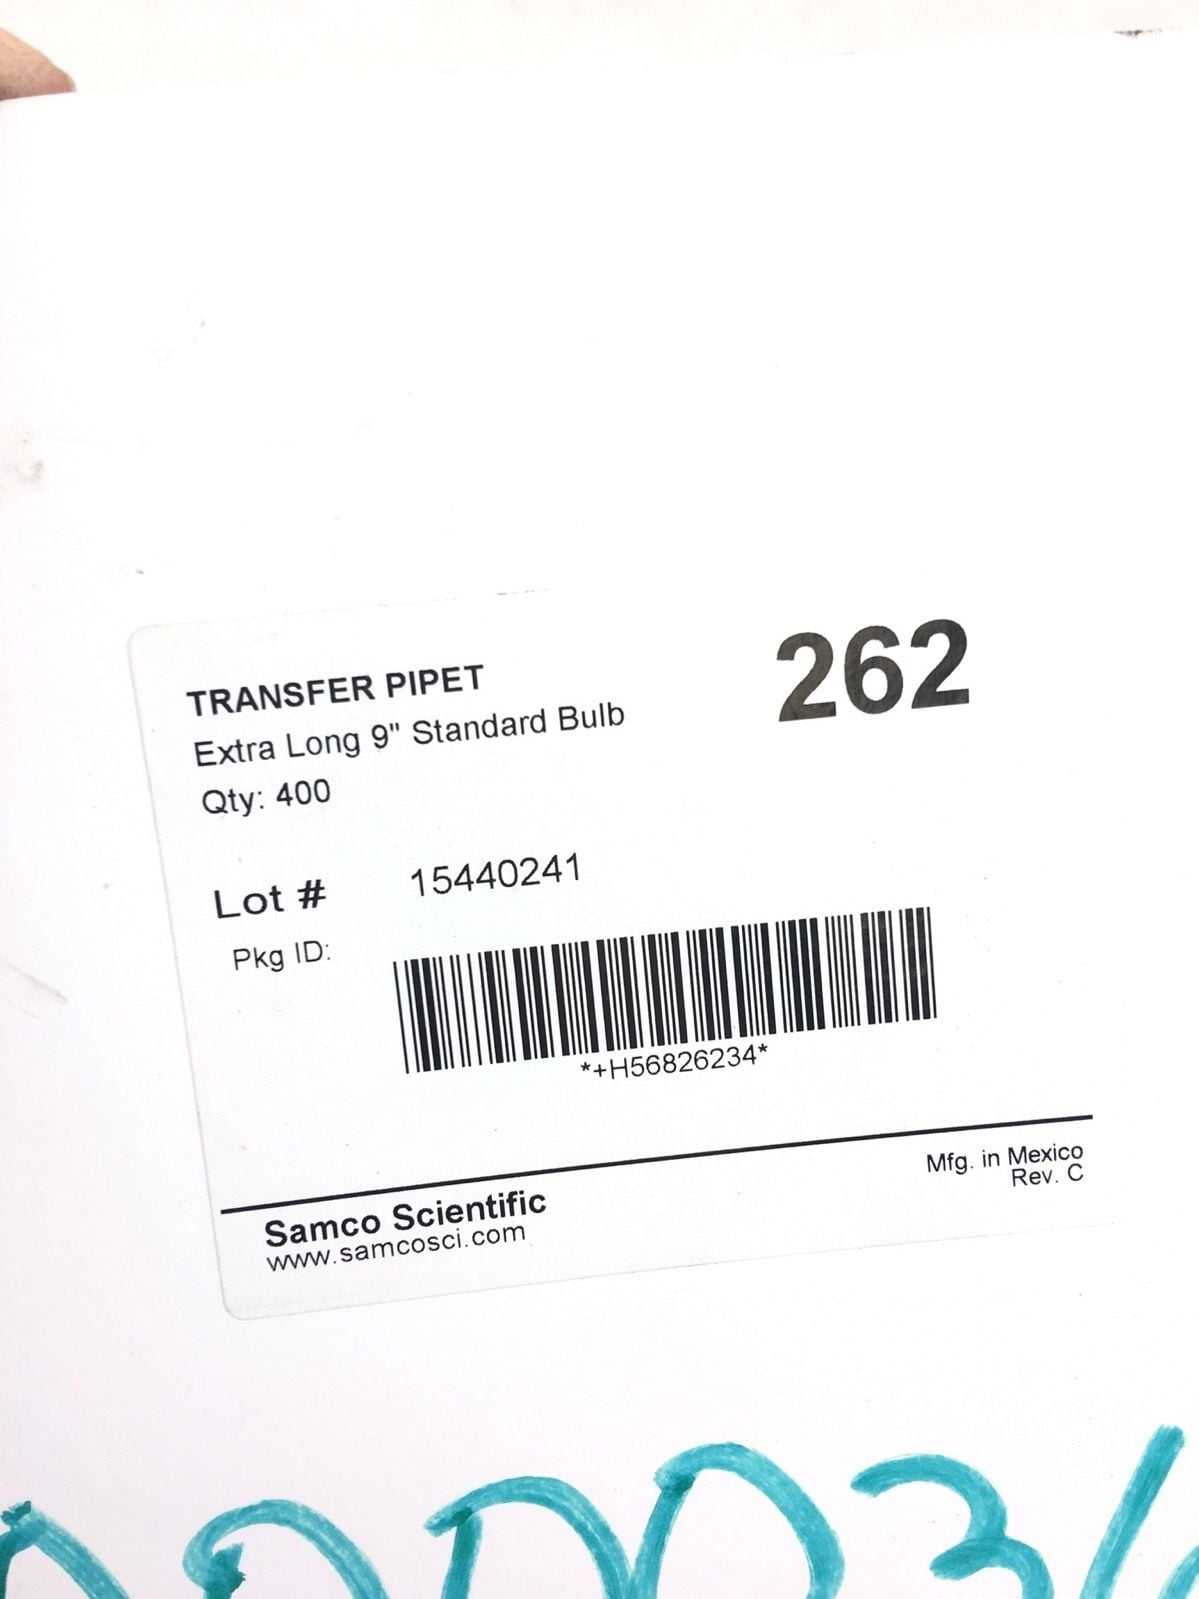 TRANSFER PIPET
262
Extra Long 9" Standard Bulb
Qty: 400
Lot # 15440241
Pkg ID:
*+H56826234*
Mfg. in Mexico
Rev. C
Samco Scientific
www.samcosci.com